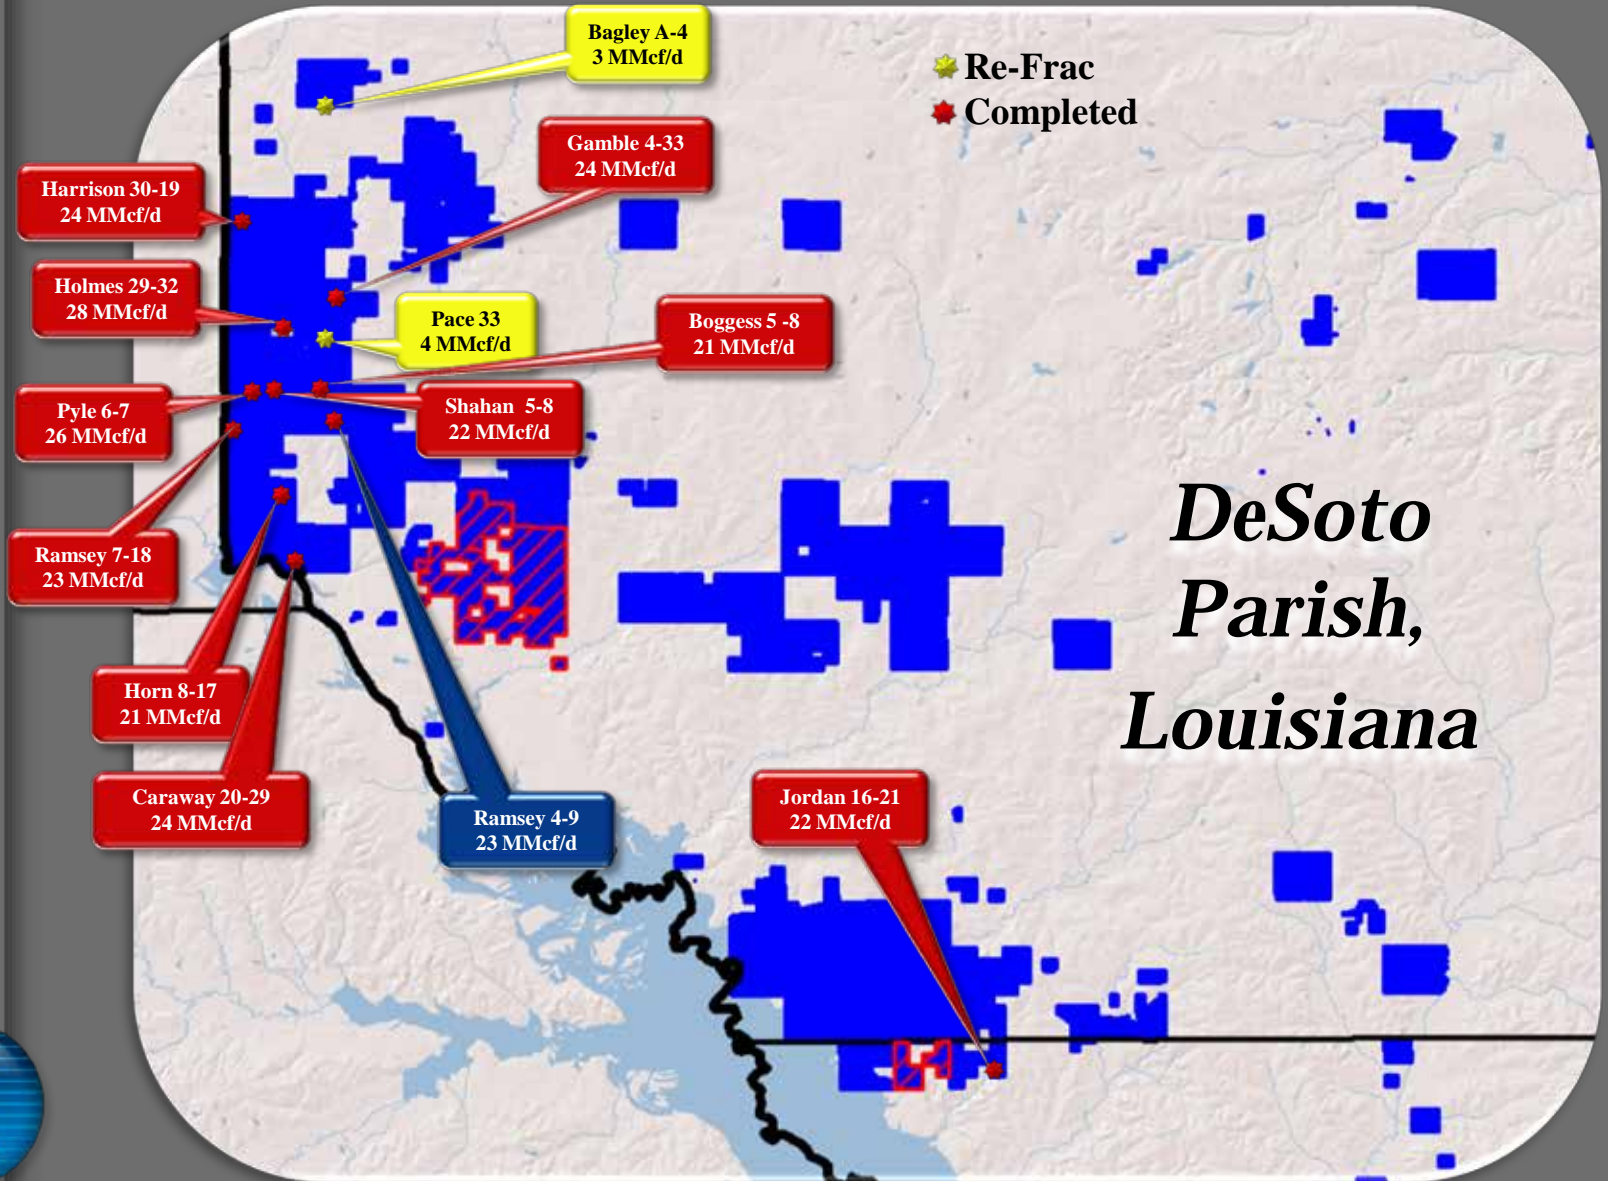 Bagley A-4
3 MMcf/d
Re-Frac
Completed
Gamble 4-33
24 MMcf/d
Harrison 30-19
24 MMcf/d
Holmes 29-32
28 MMcf/d
Pace 33
4 MMcf/d
Boggess 5 -8
21 MMcf/d
Pyle 6-7
26 MMcf/d
Shahan 5-8
22 MMcf/d
Ramsey 7-18
23 MMcf/d
DeSoto
Parish,
Louisiana
Horn 8-17
21 MMcf/d
Caraway 20-29
24 MMcf/d
Ramsey 4-9
23 MMcf/d
Jordan 16-21
22 MMcf/d